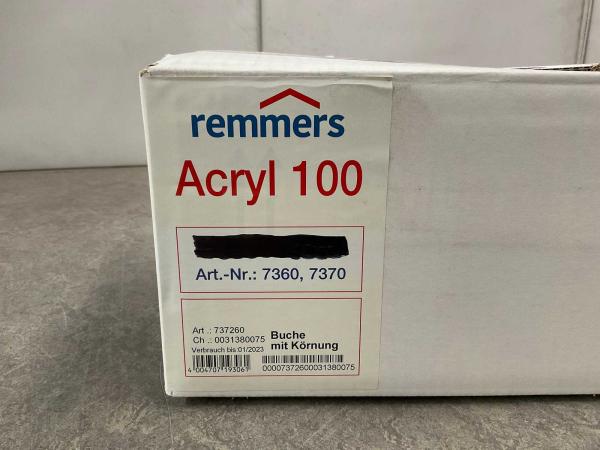 remmers
Acryl 100
Art.-Nr.: 7360, 7370
Art .: 737260
Ch .: 0031380075
Verbrauch bis:01/2023
Buche
mit Körnung
4 004707 193061
00007372600031380075